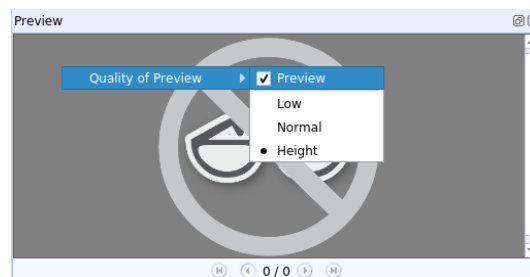 Preview
Quality of Preview
Preview
Low
Normal
Height
0 / 0